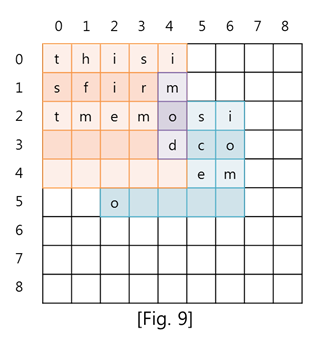 0 1 2 3 4 5 6 7 8
0 t h i s i
1 s f i r m
2 t m e m o s i
3 d c o
4 e m
5 o
6
7
8
[Fig. 9]